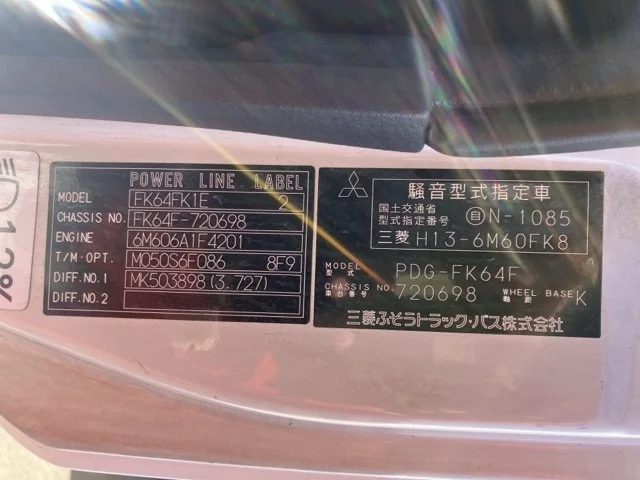 POWER LINE LABEL
MODEL FK64FK1E 2
CHASSIS NO. FK64F-720698
ENGINE 6M606A1F4201
T/M·OPT. M050S6F086 8F9
DIFF.NO.1 MK503898(3.727)
DIFF.NO.2
騒音型式指定車
国土交通省
型式指定番号 自N-1085
三菱 H13-6M60FK8
MODEL
型式 PDG-FK64F
CHASSIS NO.
車台番号 720698 WHEEL BASE
軸距 K
三菱ふそうトラック・バス株式会社